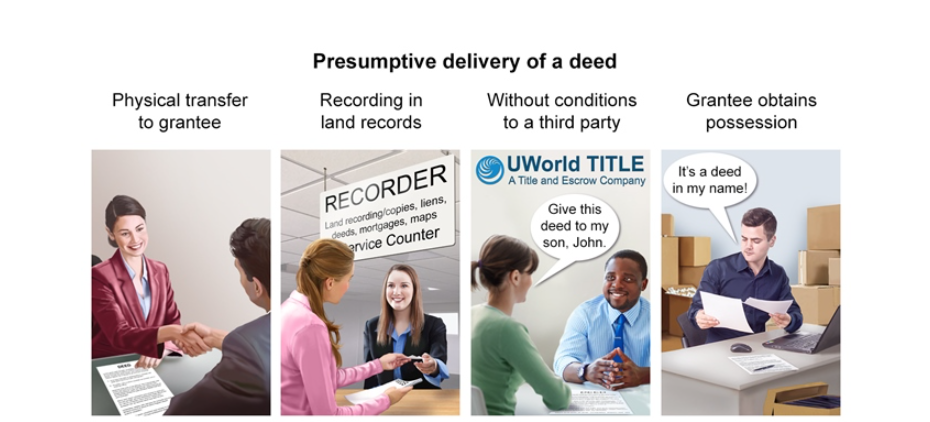 Presumptive delivery of a deed
Physical transfer
to grantee
Recording in
land records
Without conditions
to a third party
Grantee obtains
possession
RECORDER
Land recording/copies, liens,
deeds, mortgages, maps
Service Counter
UWorld TITLE
A Title and Escrow Company
Give this
deed to my
son, John.
It's a deed
in my name!
DEED